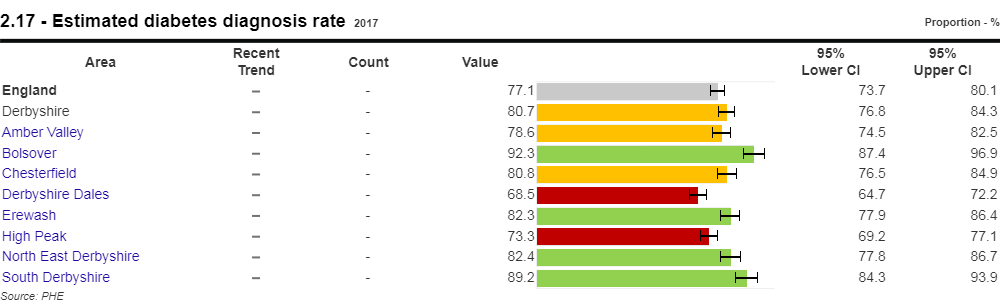 2.17 - Estimated diabetes diagnosis rate 2017 Proportion - %
Area Recent Trend Count Value 95% Lower CI 95% Upper CI
England – - 77.1 73.7 80.1
Derbyshire – - 80.7 76.8 84.3
Amber Valley – - 78.6 74.5 82.5
Bolsover – - 92.3 87.4 96.9
Chesterfield – - 80.8 76.5 84.9
Derbyshire Dales – - 68.5 64.7 72.2
Erewash – - 82.3 77.9 86.4
High Peak – - 73.3 69.2 77.1
North East Derbyshire – - 82.4 77.8 86.7
South Derbyshire – - 89.2 84.3 93.9
Source: PHE